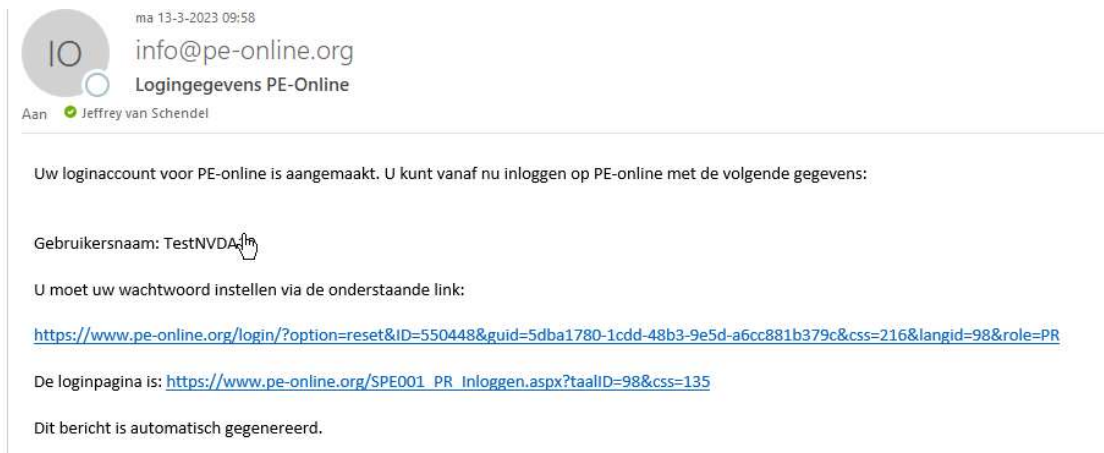 ma 13-3-2023 09:58
IO
info@pe-online.org
Logingegevens PE-Online
Aan Jeffrey van Schendel
Uw loginaccount voor PE-online is aangemaakt. U kunt vanaf nu inloggen op PE-online met de volgende gegevens:
Gebruikersnaam:
U moet uw wachtwoord instellen via de onderstaande link:
https://www.pe-online.org/login/?option=reset&ID=550448&guid=5dba1780-1cdd-48b3-9e5d-a6cc881b379c&css=216&langid=98&role=PR
De loginpagina is: https://www.pe-online.org/SPE001_PR_Inloggen.aspx?taalID=98&css=135
Dit bericht is automatisch gegenereerd.